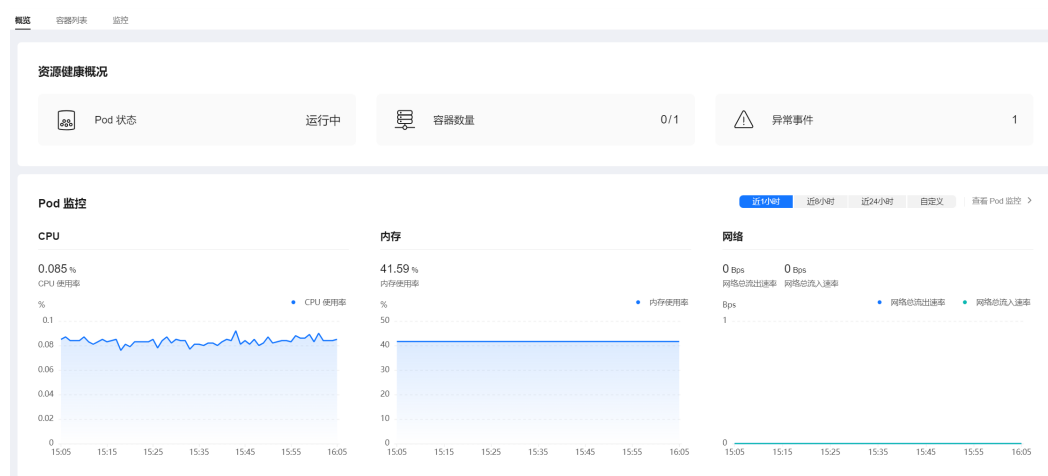 概览 容器列表 监控
资源健康概况
Pod 状态 运行中 容器数量 0/1 异常事件 1
Pod 监控 近1小时 近8小时 近24小时 自定义 查看 Pod 监控 >
CPU 内存 网络
0.085 % 41.59 % 0 Bps 0 Bps
CPU 使用率 内存使用率 网络总流出速率 网络总流入速率
% CPU 使用率 % 内存使用率 Bps 网络总流出速率 网络总流入速率
0.1 50 1
0.08 40
0.06 30
0.04 20
0.02 10
0 0 0
15:05 15:15 15:25 15:35 15:45 15:55 16:05 15:05 15:15 15:25 15:35 15:45 15:55 16:05 15:05 15:15 15:25 15:35 15:45 15:55 16:05